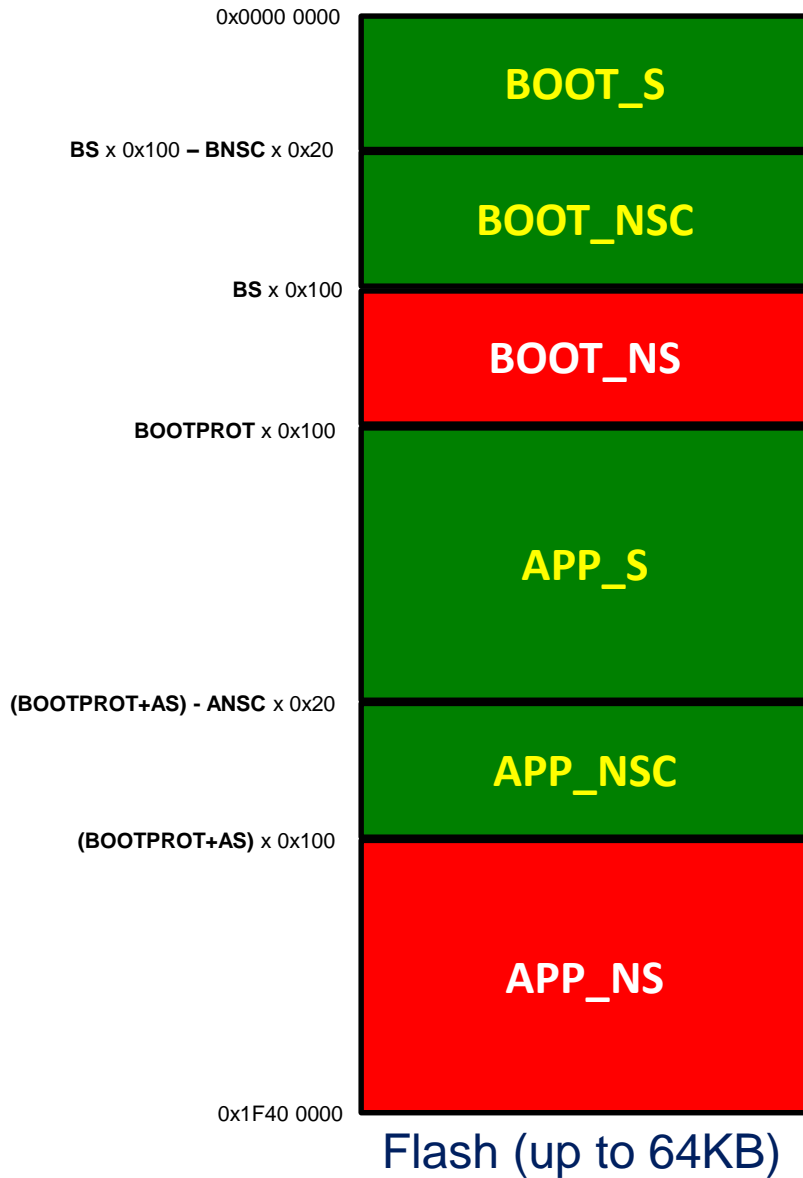 0x0000 0000
BOOT_S
BS x 0x100 – BNSC x 0x20
BOOT_NSC
BS x 0x100
BOOT_NS
BOOTPROT x 0x100
APP_S
(BOOTPROT+AS) - ANSC x 0x20
APP_NSC
(BOOTPROT+AS) x 0x100
APP_NS
0x1F40 0000
Flash (up to 64KB)